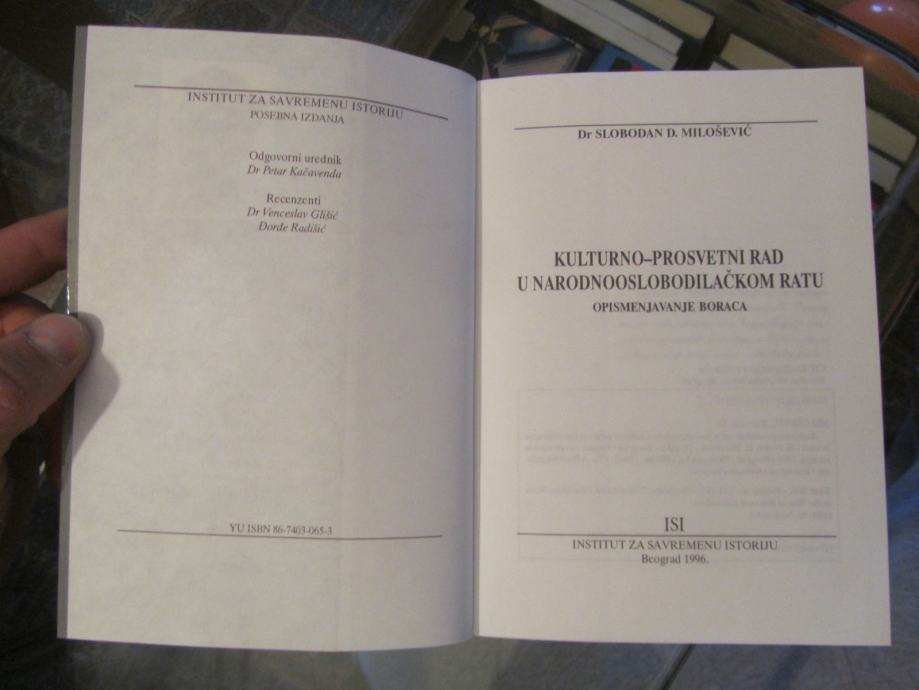 INSTITUT ZA SAVREMENU ISTORIJU
POSEBNA IZDANJA
Odgovorni urednik
Dr Petar Kačavenda
Recenzenti
Dr Venceslav Glišić
Đorđe Radišić
YU ISBN 86-7403-065-3
Dr SLOBODAN D. MILOŠEVIĆ
KULTURNO–PROSVETNI RAD
U NARODNOOSLOBODILAČKOM RATU
OPISMENJAVANJE BORACA
ISI
INSTITUT ZA SAVREMENU ISTORIJU
Beograd 1996.